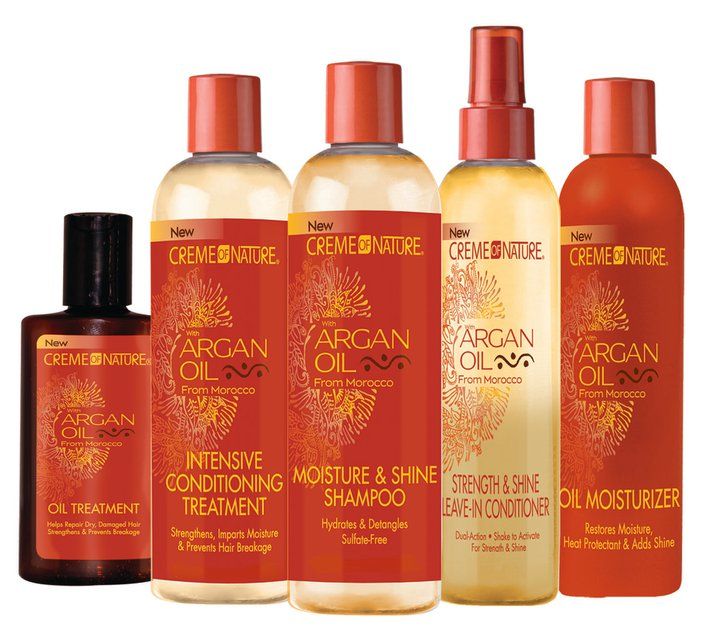 New
CREME OF NATURE®
With
ARGAN
OIL
From Morocco
OIL TREATMENT
Helps Repair Dry, Damaged Hair
Strengthens & Prevents Breakage
New
CREME OF NATURE®
With
ARGAN
OIL
From Morocco
INTENSIVE
CONDITIONING
TREATMENT
Strengthens, Imparts Moisture
& Prevents Hair Breakage
New
CREME OF NATURE®
With
ARGAN
OIL
From Morocco
MOISTURE & SHINE
SHAMPOO
Hydrates & Detangles
Sulfate-Free
New
CREME OF NATURE®
With
ARGAN
OIL
From Morocco
STRENGTH & SHINE
LEAVE-IN CONDITIONER
Dual-Action • Shake to Activate
For Strength & Shine
New
CREME OF NATURE®
With
ARGAN
OIL
From Morocco
OIL MOISTURIZER
Restores Moisture,
Heat Protectant & Adds Shine